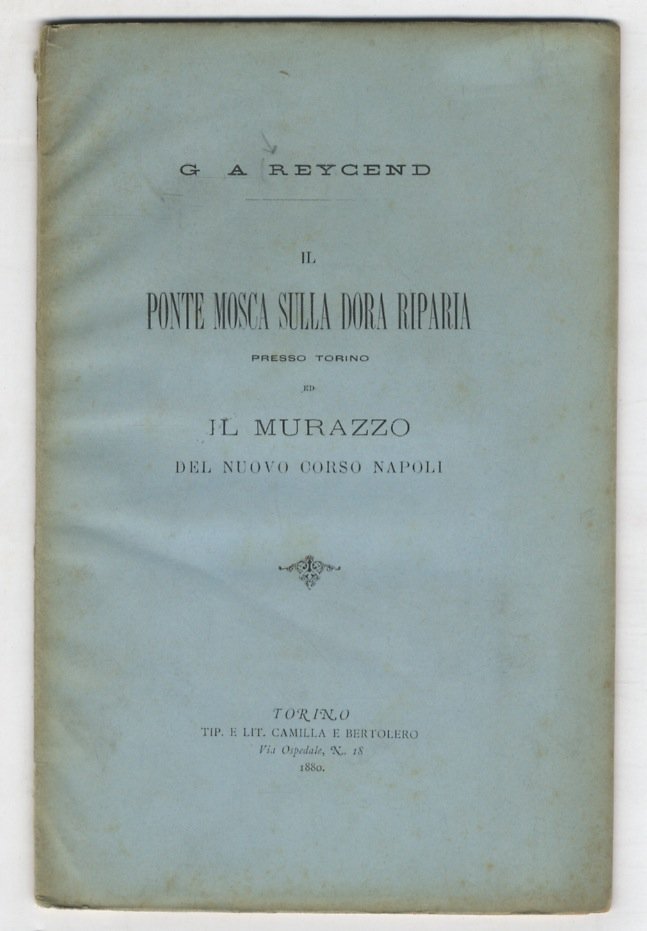 G A REYCEND
IL
PONTE MOSCA SULLA DORA RIPARIA
PRESSO TORINO
ED
IL MURAZZO
DEL NUOVO CORSO NAPOLI
TORINO
TIP. E LIT. CAMILLA E BERTOLERO
Via Ospedale, N. 18
1880.